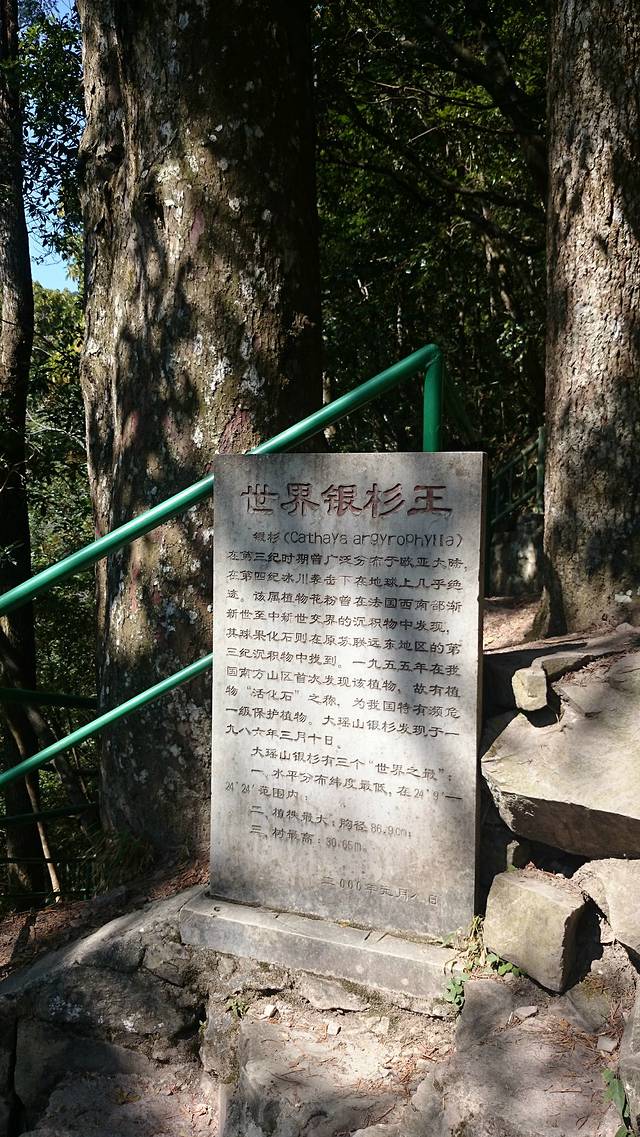 世界银杉王
银杉(Cathaya argyrophylla)
在第三纪时期曾广泛分布于欧亚大陆,
在第四纪冰川袭击下在地球上几乎绝
迹。该属植物花粉曾在法国西南部渐
新世至中新世交界的沉积物中发现,
其球果化石则在原苏联远东地区的第
三纪沉积物中找到。一九五五年在我
国南方山区首次发现该植物,故有植
物“活化石”之称,为我国特有濒危
一级保护植物。大瑶山银杉发现于一
九八六年三月十日。
大瑶山银杉有三个“世界之最”:
一、水平分布纬度最低,在24°9′—
24°24′范围内;
二、植株最大:胸径86.9cm;
三、树最高:30.65m。
二000年元月八日